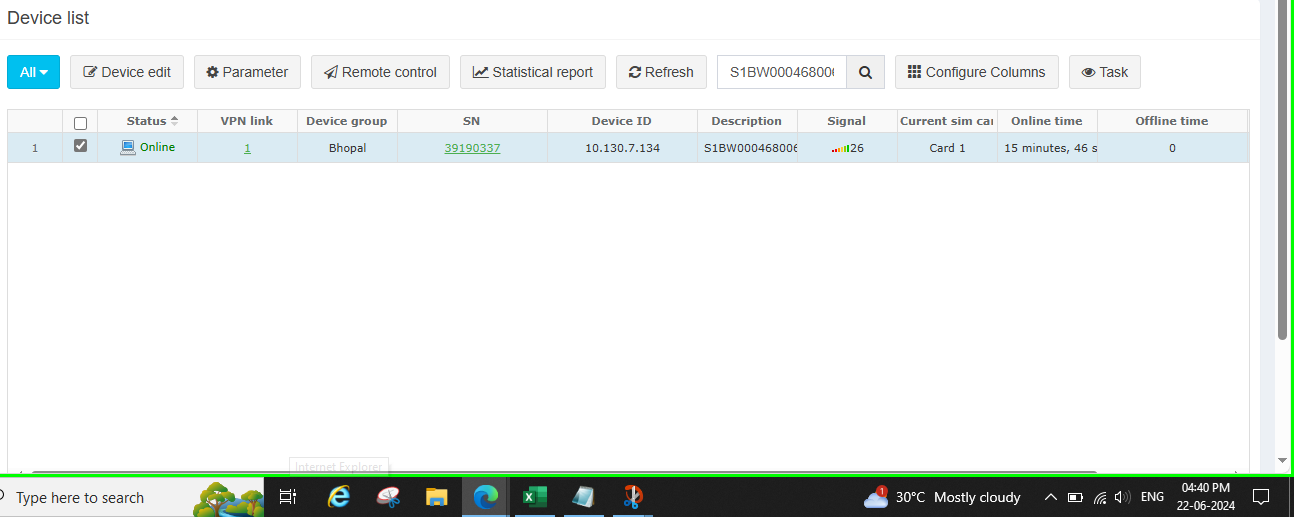 Device list
All Device edit Parameter Remote control Statistical report Refresh S1BW00046800 Configure Columns Task
Status VPN link Device group SN Device ID Description Signal Current sim car Online time Offline time
1 Online 1 Bhopal 39190337 10.130.7.134 S1BW000468006 26 Card 1 15 minutes, 46 s 0
Internet Explorer
Type here to search 1 30°C Mostly cloudy ENG 04:40 PM
22-06-2024